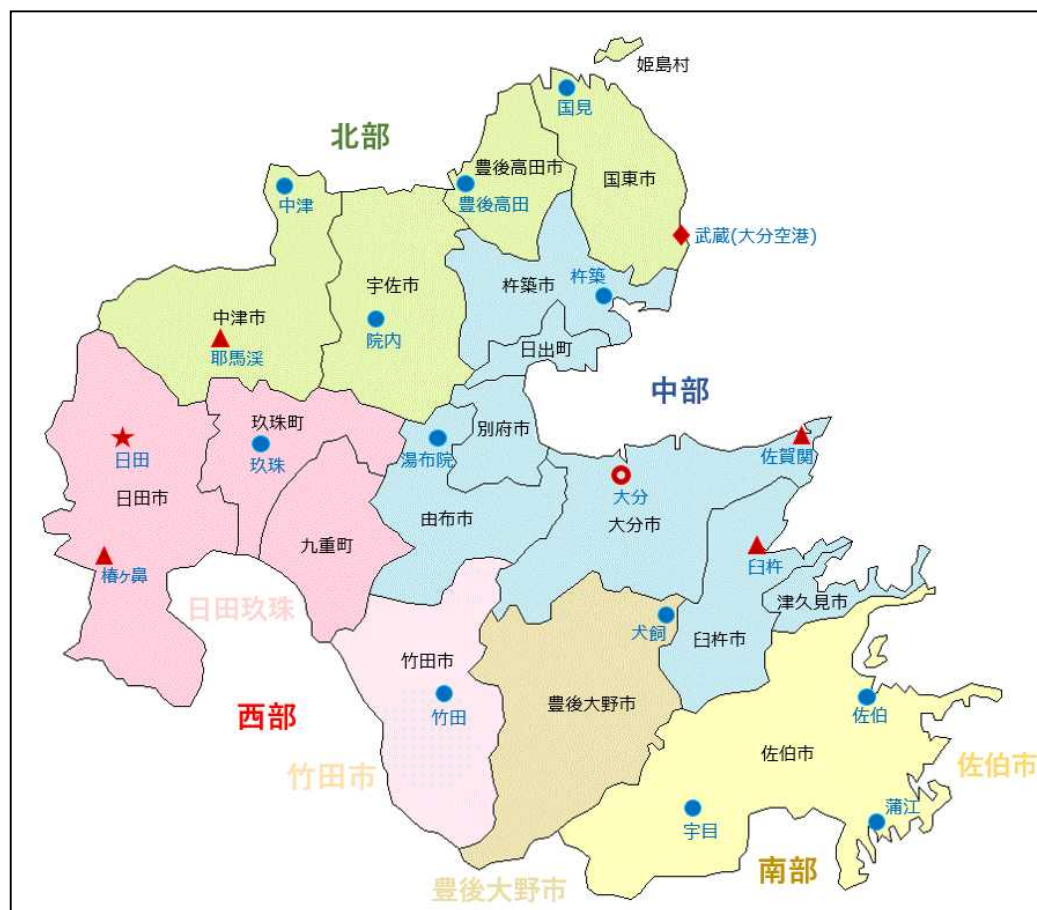 姫島村
国見
北部
豊後高田市
国東市
中津
豊後高田
武蔵(大分空港)
杵築
宇佐市
杵築市
中津市
院内
日出町
耶馬渓
中部
玖珠町
別府市
日田
玖珠
湯布院
佐賀関
日田市
大分
由布市
大分市
九重町
椿ヶ鼻
臼杵
日田玖珠
津久見市
犬飼
臼杵市
竹田市
竹田
豊後大野市
佐伯
西部
佐伯市
佐伯市
竹田市
宇目
蒲江
南部
豊後大野市